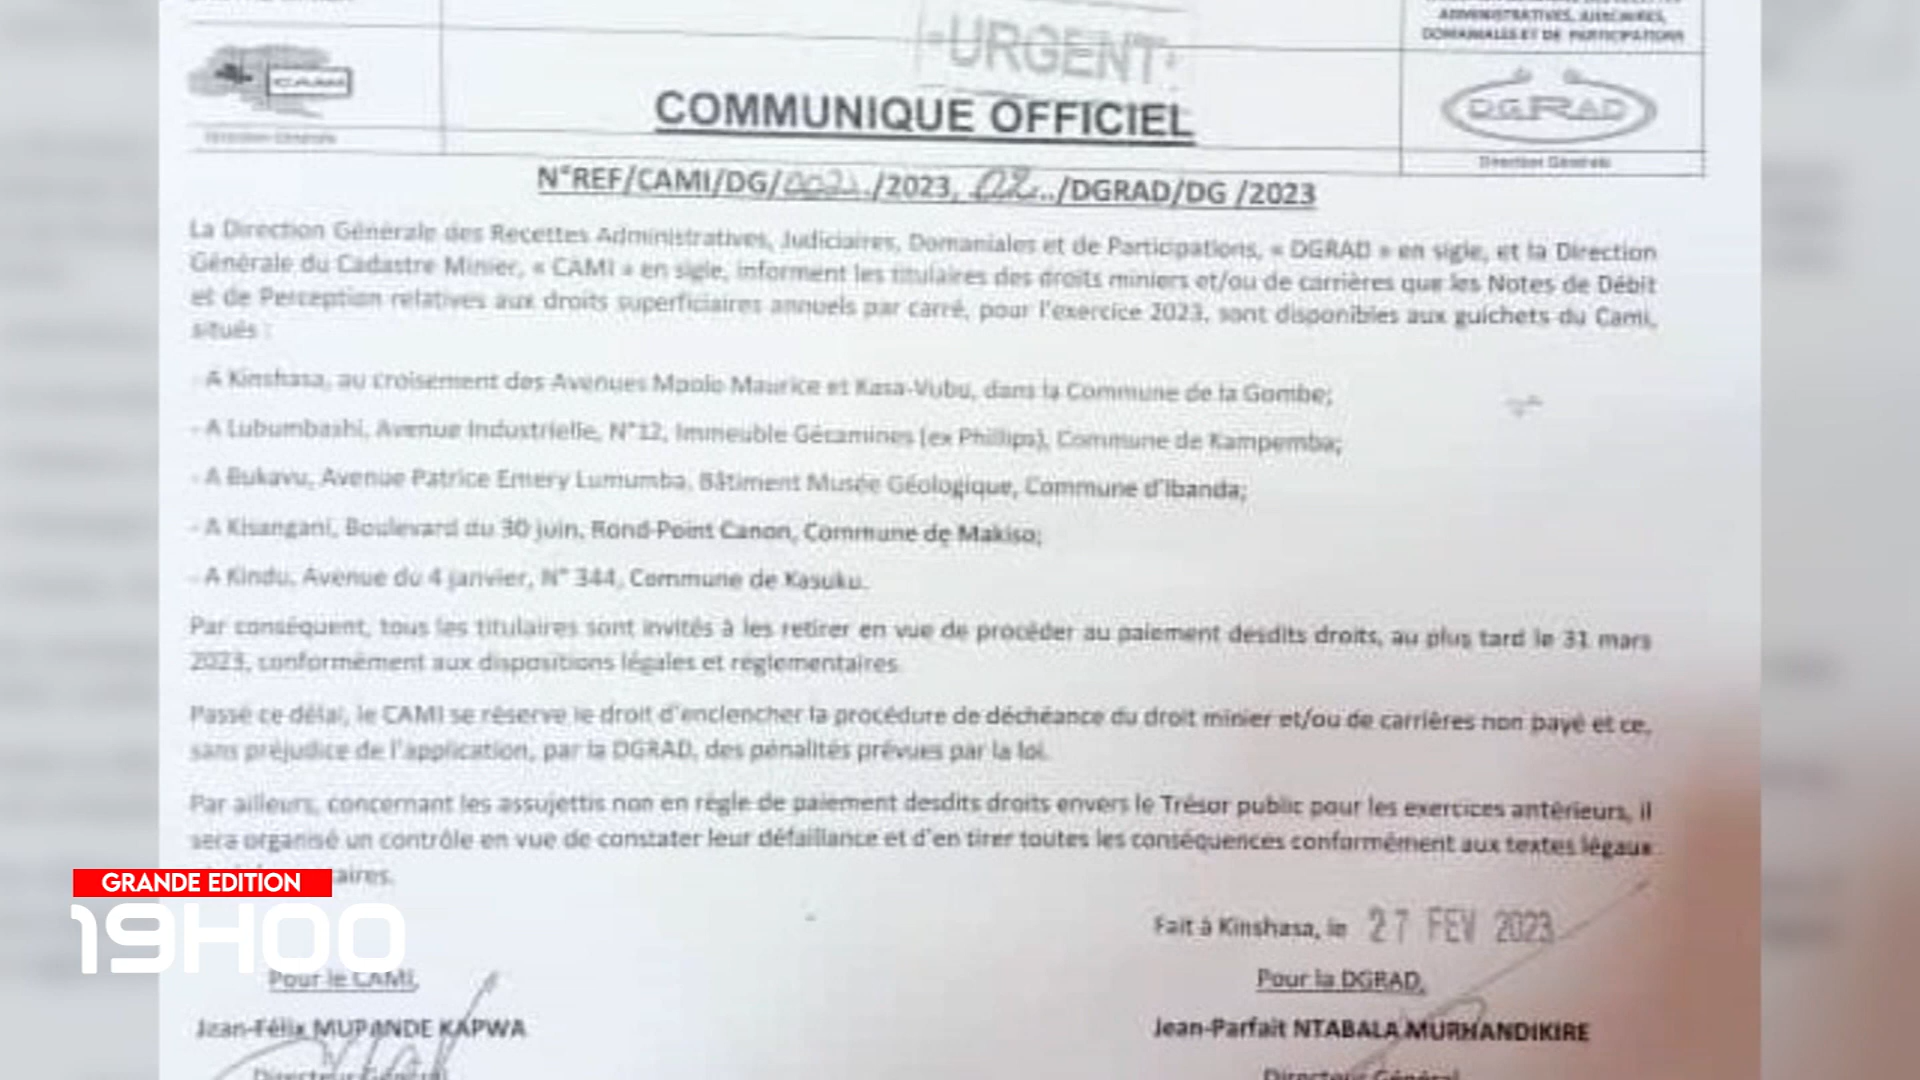 ADMINISTRATIVES, JUDICIAIRES,
DOMANIALES ET DE PARTICIPATIONS
URGENT
CAMI
COMMUNIQUE OFFICIEL
DGRAD
Direction Générale
Direction Générale
N°REF/CAMI/DG/002/2023, 02../DGRAD/DG /2023
La Direction Générale des Recettes Administratives, Judiciaires, Domaniales et de Participations, « DGRAD » en sigle, et la Direction
Générale du Cadastre Minier, « CAMI » en sigle, informent les titulaires des droits miniers et/ou de carrières que les Notes de Débit
et de Perception relatives aux droits superficiaires annuels par carré, pour l'exercice 2023, sont disponibles aux guichets du Cami,
situés :
- A Kinshasa, au croisement des Avenues Mpolo Maurice et Kasa-Vubu, dans la Commune de la Gombe;
- A Lubumbashi, Avenue Industrielle, N°12, Immeuble Gécamines (ex Phillips), Commune de Kampemba;
- A Bukavu, Avenue Patrice Emery Lumumba, Bâtiment Musée Géologique, Commune d'Ibanda;
- A Kisangani, Boulevard du 30 juin, Rond-Point Canon, Commune de Makiso;
- A Kindu, Avenue du 4 janvier, N° 344, Commune de Kasuku.
Par conséquent, tous les titulaires sont invités à les retirer en vue de procéder au paiement desdits droits, au plus tard le 31 mars
2023, conformément aux dispositions légales et réglementaires.
Passé ce délai, le CAMI se réserve le droit d'enclencher la procédure de déchéance du droit minier et/ou de carrières non payé et ce,
sans préjudice de l'application, par la DGRAD, des pénalités prévues par la loi.
Par ailleurs, concernant les assujettis non en règle de paiement desdits droits envers le Trésor public pour les exercices antérieurs, il
sera organisé un contrôle en vue de constater leur défaillance et d'en tirer toutes les conséquences conformément aux textes légaux
aires.
GRANDE EDITION
19H00
Fait à Kinshasa, le 27 FEV 2023
Pour le CAMI,
Pour la DGRAD,
Jean-Félix MUPANDE KAPWA
Jean-Parfait NTABALA MURHANDIKIRE
Directeur Général
Directeur Général